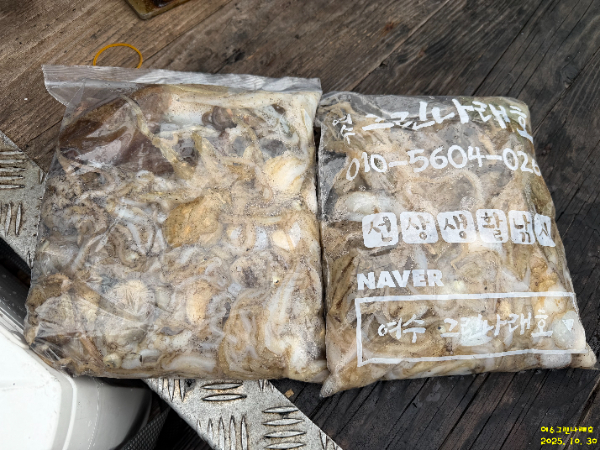 여수 그린나래호
010-5604-026
선상생활낚시
NAVER
여수 그린나래호
여수그린나래호
2025. 10. 30